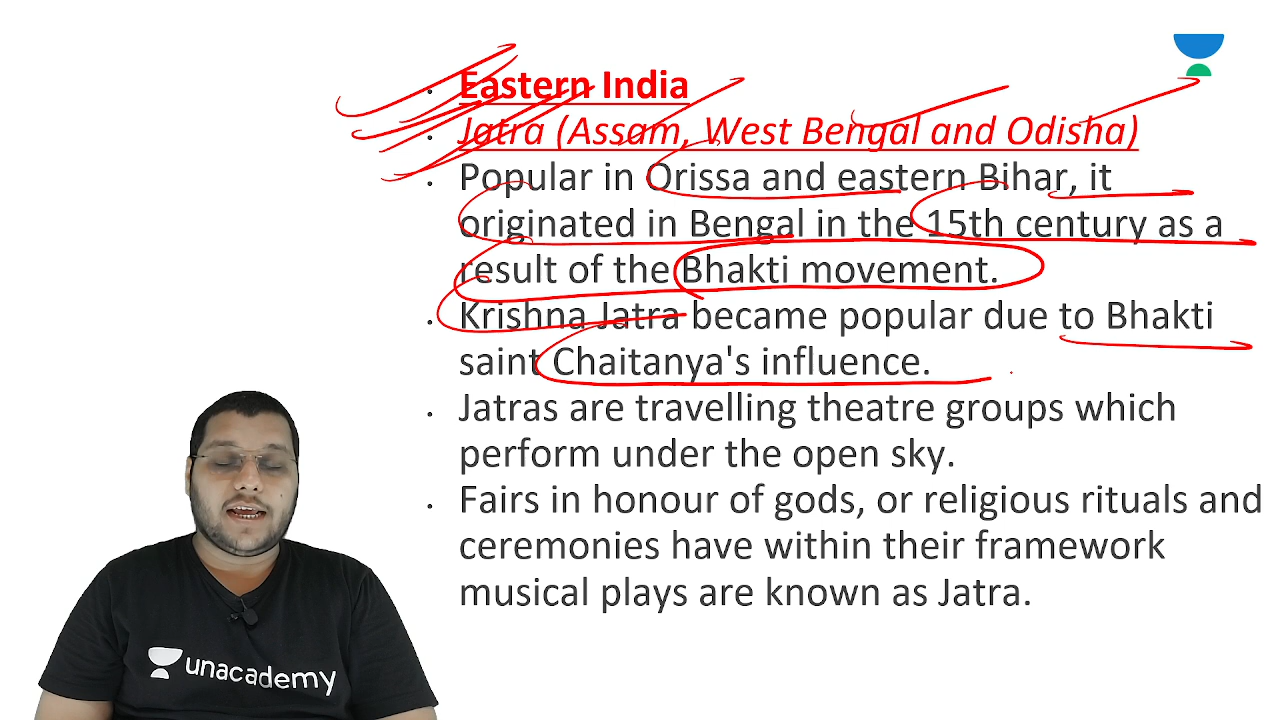 Eastern India
Jatra (Assam, West Bengal and Odisha)
Popular in Orissa and eastern Bihar, it
originated in Bengal in the 15th century as a
result of the Bhakti movement.
Krishna Jatra became popular due to Bhakti
saint Chaitanya's influence.
Jatras are travelling theatre groups which
perform under the open sky.
Fairs in honour of gods, or religious rituals and
ceremonies have within their framework
musical plays are known as Jatra.
unacademy